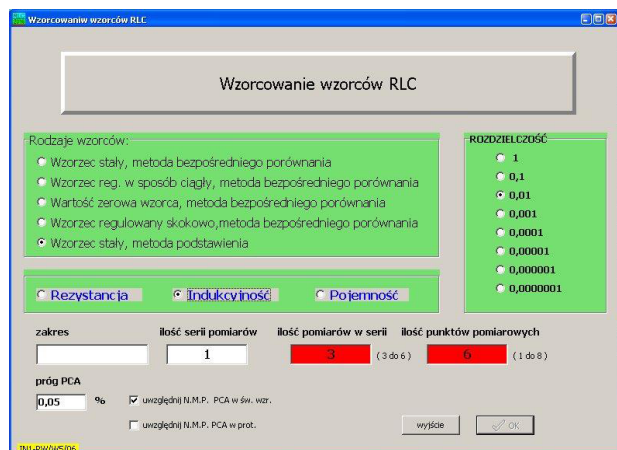 Wzorcowaniw wzorców RLC
Wzorcowanie wzorców RLC
Rodzaje wzorców:
Wzorzec stały, metoda bezpośredniego porównania
Wzorzec reg. w sposób ciągły, metoda bezpośredniego porównania
Wartość zerowa wzorca, metoda bezpośredniego porównania
Wzorzec regulowany skokowo,metoda bezpośredniego porównania
Wzorzec stały, metoda podstawienia
ROZDZIELCZOŚĆ
1
0,1
0,01
0,001
0,0001
0,00001
0,000001
0,0000001
Rezystancja Indukcyjność Pojemność
zakres ilość serii pomiarów ilość pomiarów w serii ilość punktów pomiarowych
1 3 ( 3 do 6 ) 6 ( 1 do 8 )
próg PCA
0,05 % uwzględnij N.M.P. PCA w św. wzr.
uwzględnij N.M.P. PCA w prot.
wyjście OK